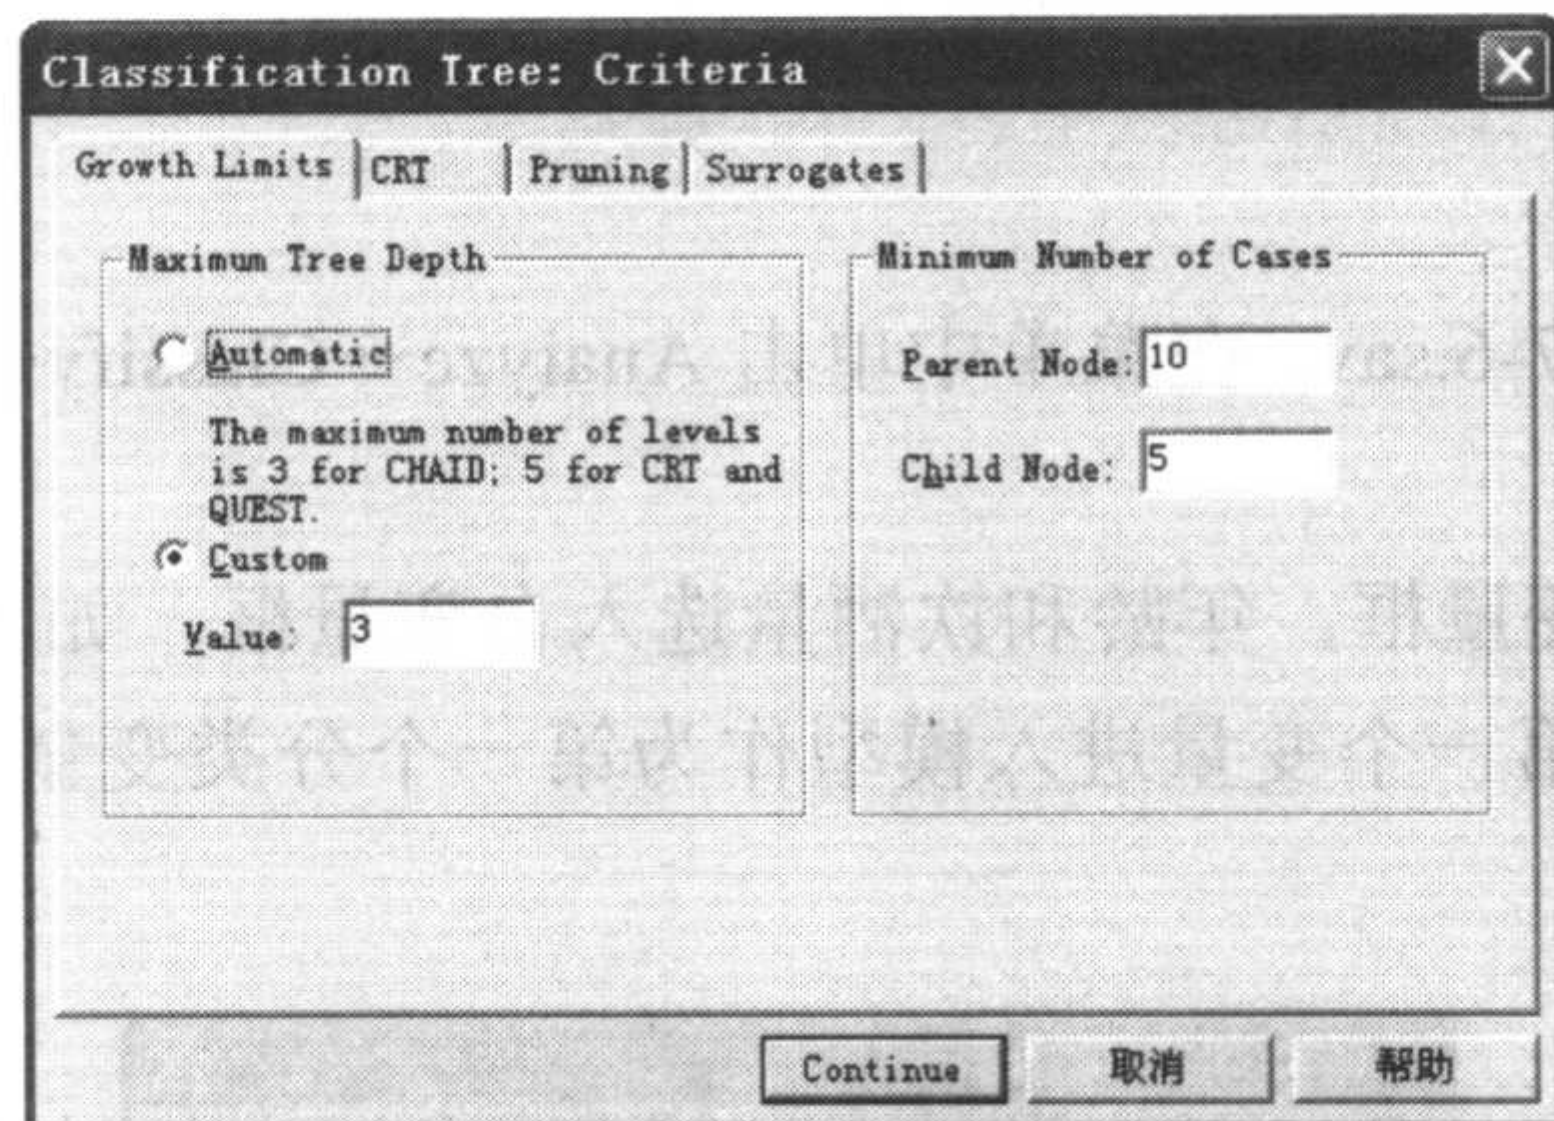 Classification Tree: Criteria
Growth Limits
CRT
Pruning
Surrogates
Maximum Tree Depth
Automatic
The maximum number of levels
is 3 for CHAID; 5 for CRT and
QUEST.
Custom
Value: 3
Minimum Number of Cases
Parent Node: 10
Child Node: 5
Continue
取消
帮助